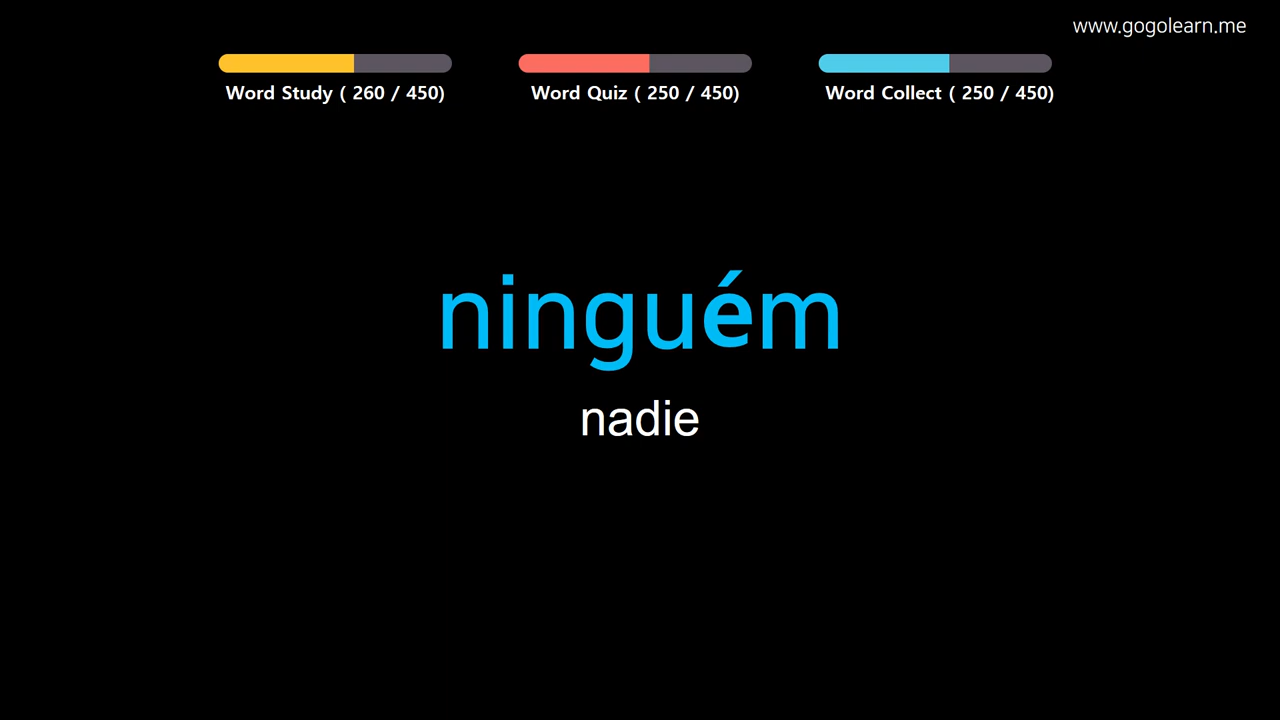 www.gogolearn.me
Word Study ( 260 / 450)
Word Quiz ( 250 / 450)
Word Collect ( 250 / 450)
ninguém
nadie